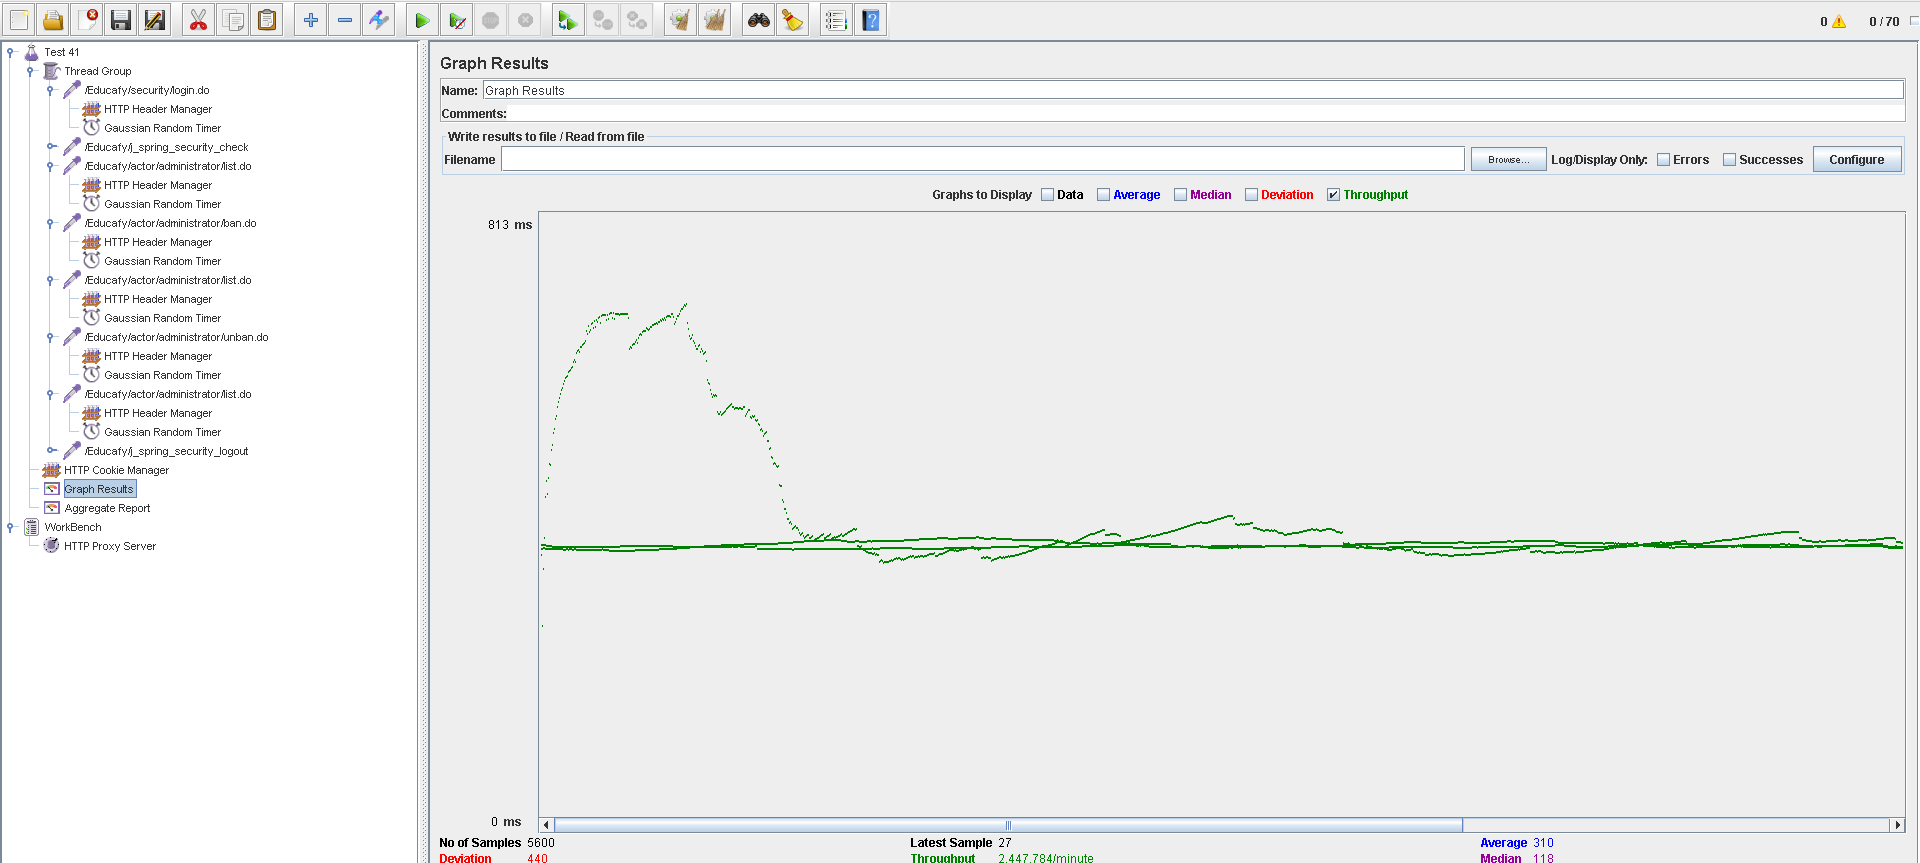 0
0 / 70
Test 41
Thread Group
/Educafy/security/login.do
HTTP Header Manager
Gaussian Random Timer
/Educafy/j_spring_security_check
/Educafy/actor/administrator/list.do
HTTP Header Manager
Gaussian Random Timer
/Educafy/actor/administrator/ban.do
HTTP Header Manager
Gaussian Random Timer
/Educafy/actor/administrator/list.do
HTTP Header Manager
Gaussian Random Timer
/Educafy/actor/administrator/unban.do
HTTP Header Manager
Gaussian Random Timer
/Educafy/actor/administrator/list.do
HTTP Header Manager
Gaussian Random Timer
/Educafy/j_spring_security_logout
HTTP Cookie Manager
Graph Results
Aggregate Report
WorkBench
HTTP Proxy Server
Graph Results
Name: Graph Results
Comments:
Write results to file / Read from file
Filename Browse... Log/Display Only: Errors Successes Configure
Graphs to Display Data Average Median Deviation Throughput
813 ms
0 ms
No of Samples 5600 Latest Sample 27 Average 310
Deviation 440 Throughput 2,447.784/minute Median 118